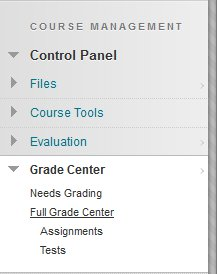 COURSE MANAGEMENT
Control Panel
Files
Course Tools
Evaluation
Grade Center
Needs Grading
Full Grade Center
Assignments
Tests